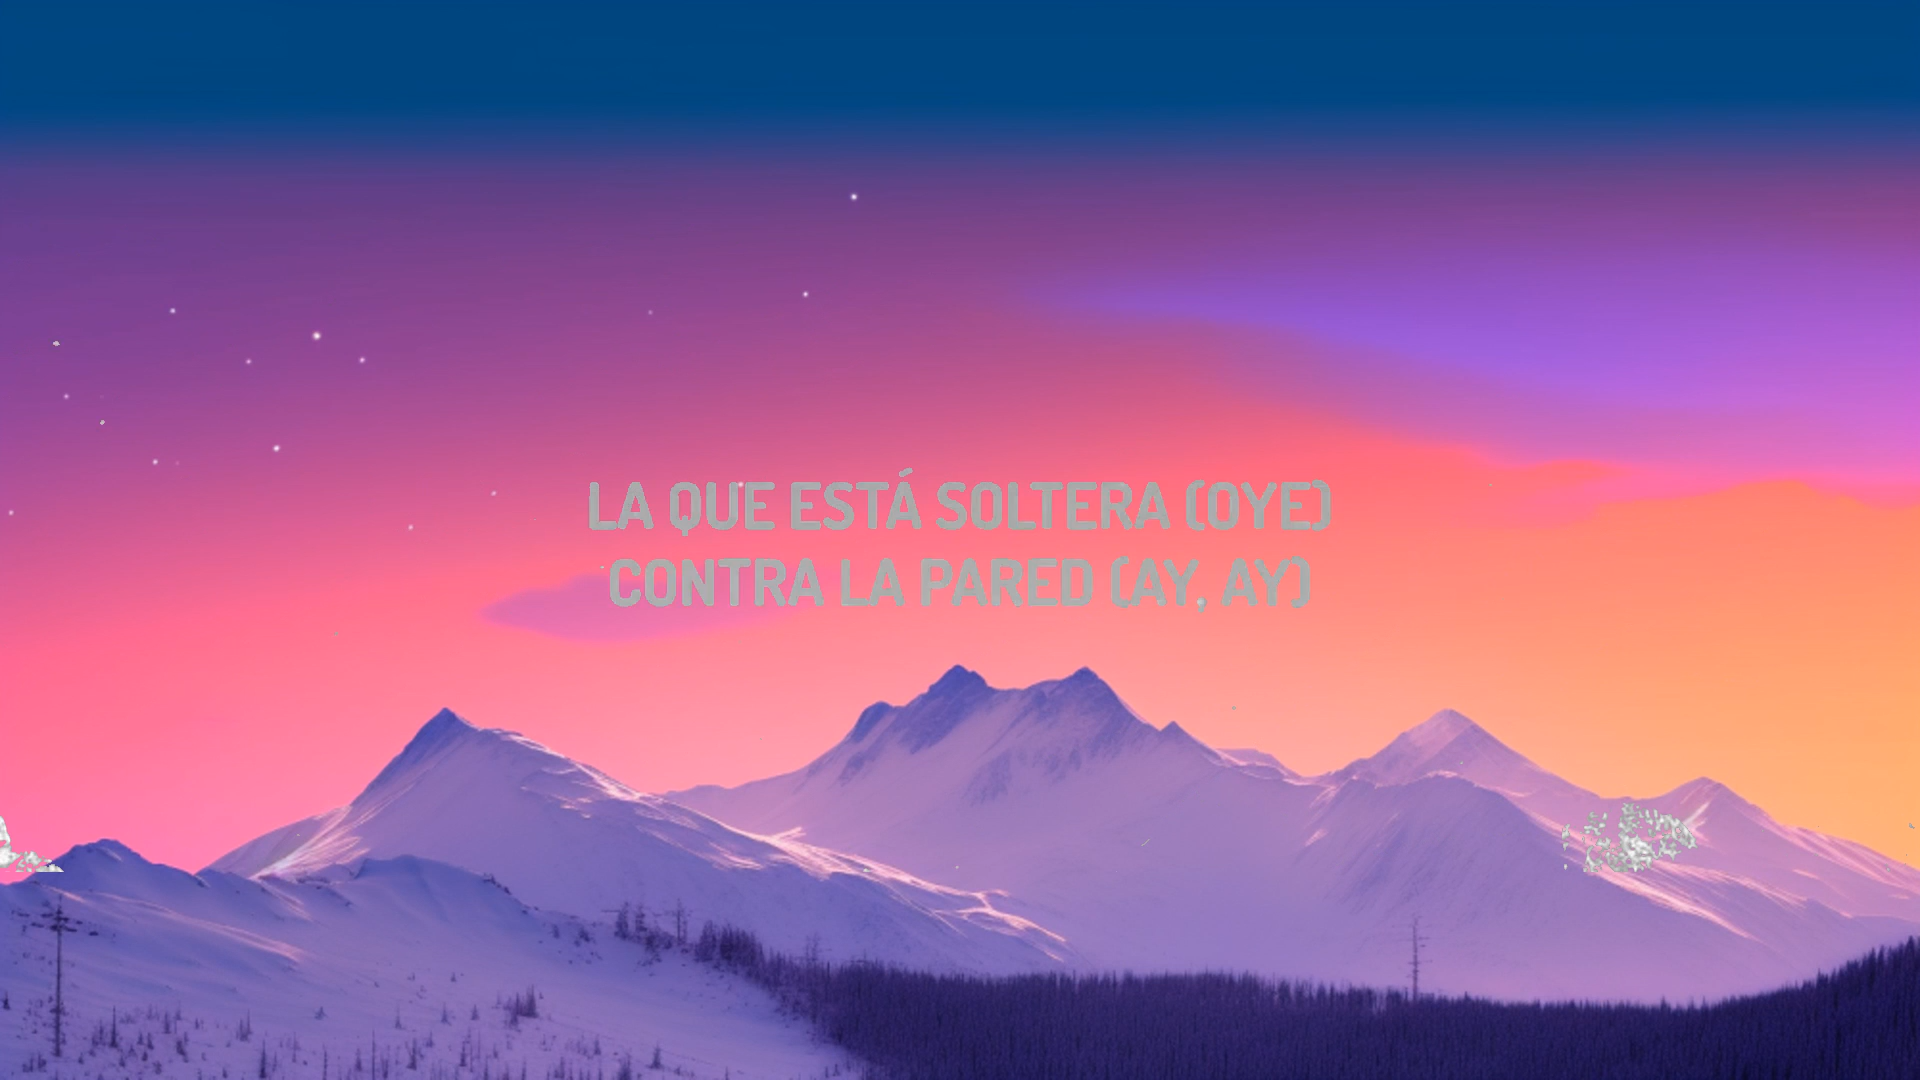 LA QUE ESTÁ SOLTERA (OYE)
CONTRA LA PARED (AY, AY)